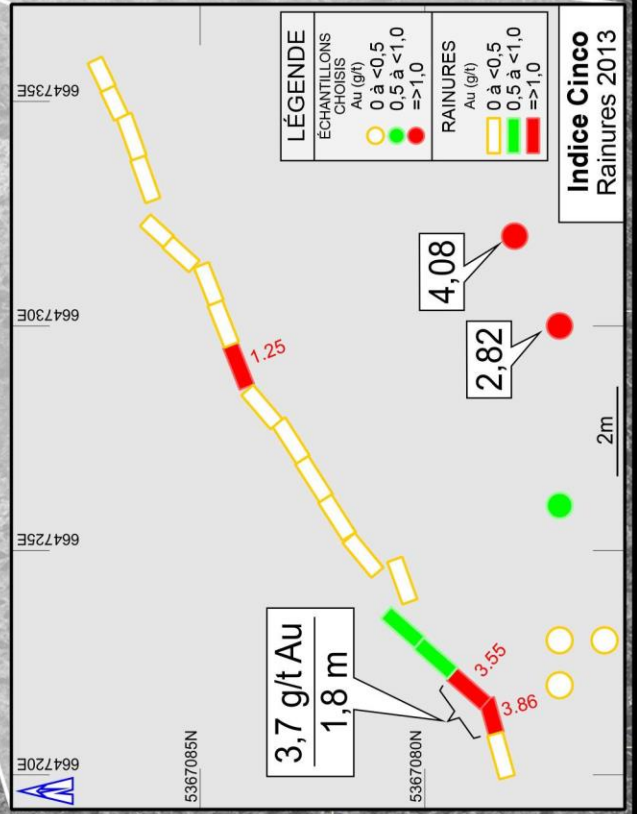 664720E
664725E
664730E
664735E
5367085N
5367080N
3,7 g/t Au
1,8 m
3.86
3.55
1.25
2,82
4,08
2m
LÉGENDE
ÉCHANTILLONS
CHOISIS
Au (g/t)
0 à <0,5
0,5 à <1,0
=>1,0
RAINURES
Au (g/t)
0 à <0,5
0,5 à <1,0
=>1,0
Indice Cinco
Rainures 2013